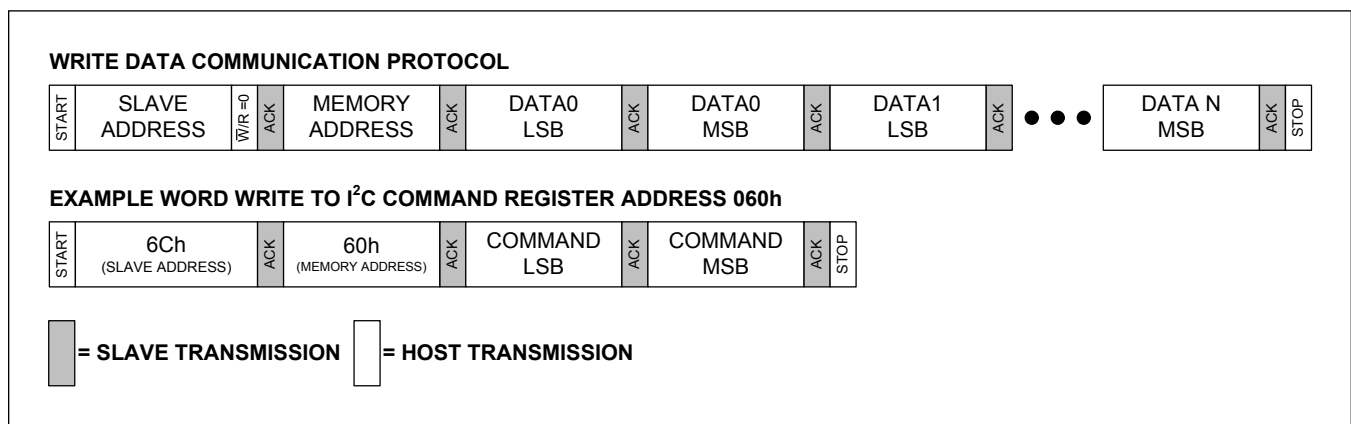 WRITE DATA COMMUNICATION PROTOCOL
START
SLAVE
ADDRESS
W̅/R =0
ACK
MEMORY
ADDRESS
ACK
DATA0
LSB
ACK
DATA0
MSB
ACK
DATA1
LSB
ACK
DATA N
MSB
ACK
STOP
EXAMPLE WORD WRITE TO I²C COMMAND REGISTER ADDRESS 060h
START
6Ch
(SLAVE ADDRESS)
ACK
60h
(MEMORY ADDRESS)
ACK
COMMAND
LSB
ACK
COMMAND
MSB
ACK
STOP
= SLAVE TRANSMISSION
= HOST TRANSMISSION